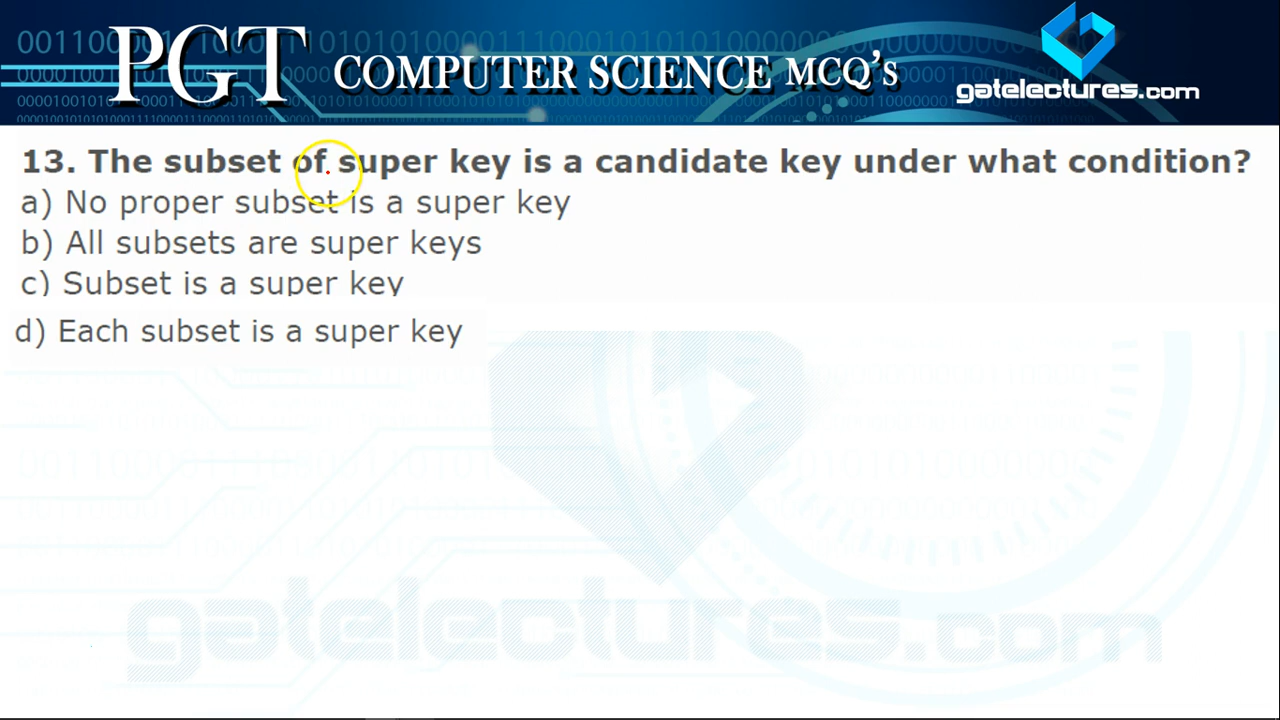 PGT COMPUTER SCIENCE MCQ's
gatelectures.com
13. The subset of super key is a candidate key under what condition?
a) No proper subset is a super key
b) All subsets are super keys
c) Subset is a super key
d) Each subset is a super key
gatelectures.com